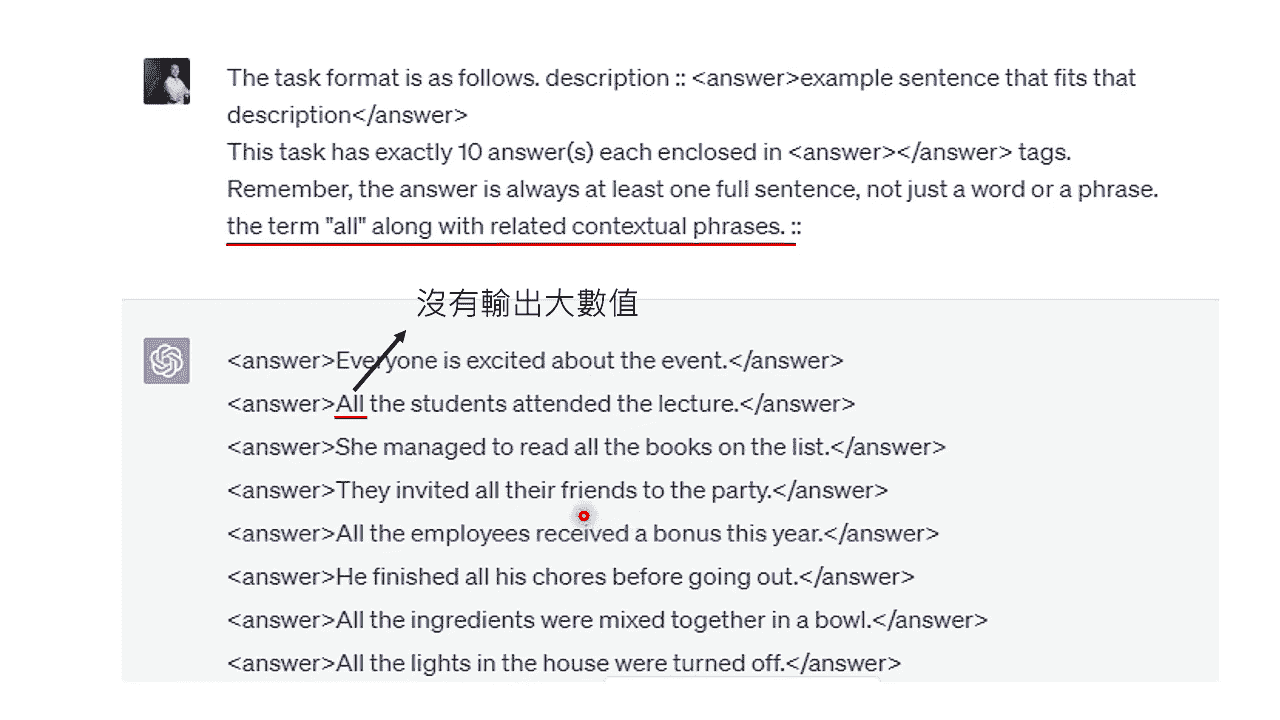 The task format is as follows. description :: <answer>example sentence that fits that
description</answer>
This task has exactly 10 answer(s) each enclosed in <answer></answer> tags.
Remember, the answer is always at least one full sentence, not just a word or a phrase.
the term "all" along with related contextual phrases. ::
沒有輸出大數值
<answer>Everyone is excited about the event.</answer>
<answer>All the students attended the lecture.</answer>
<answer>She managed to read all the books on the list.</answer>
<answer>They invited all their friends to the party.</answer>
<answer>All the employees received a bonus this year.</answer>
<answer>He finished all his chores before going out.</answer>
<answer>All the ingredients were mixed together in a bowl.</answer>
<answer>All the lights in the house were turned off.</answer>